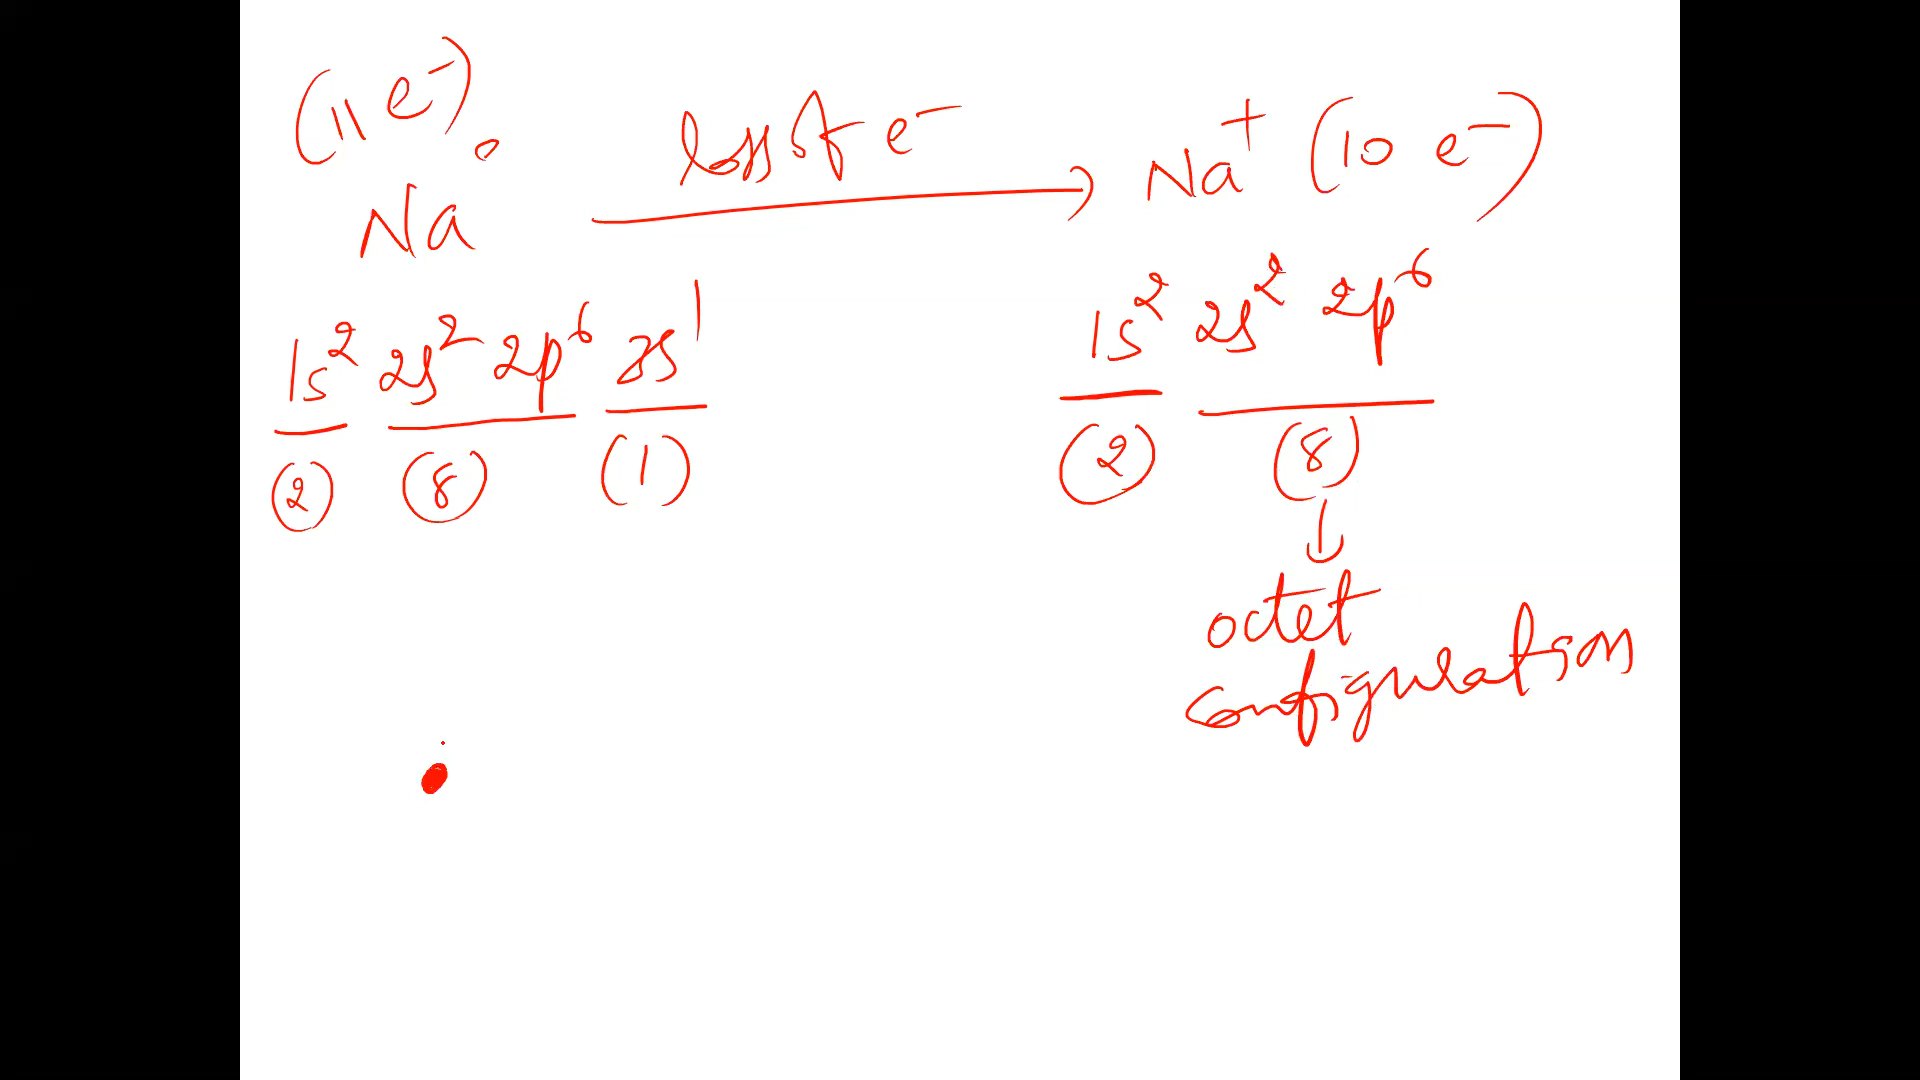 (11 e⁻)
Na° loss of e⁻ → Na⁺ (10 e⁻)
1s² 2s² 2p⁶ 3s¹ 1s² 2s² 2p⁶
(2) (8) (1) (2) (8)
↓
octet
configuration